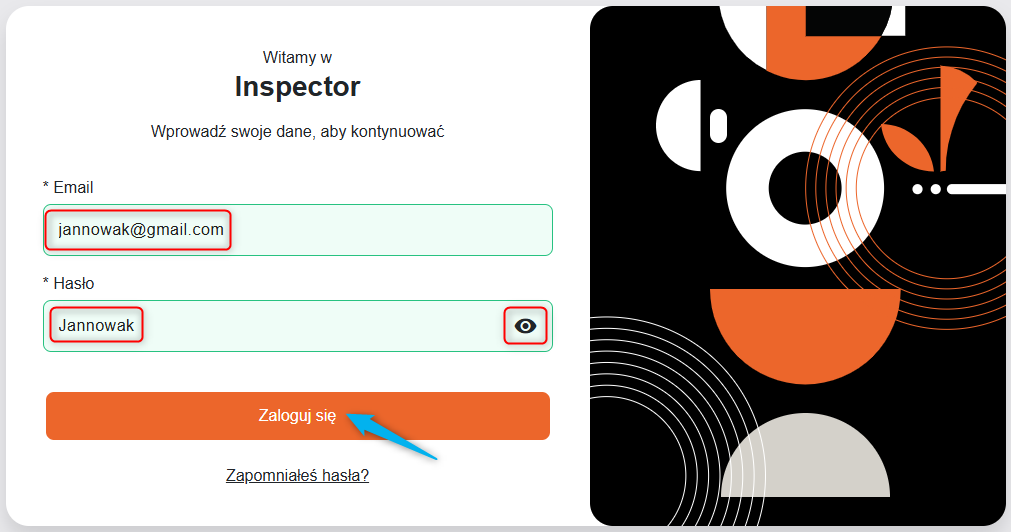 Witamy w
Inspector
Wprowadź swoje dane, aby kontynuować
* Email
jannowak@gmail.com
* Hasło
Jannowak
Zaloguj się
Zapomniałeś hasła?